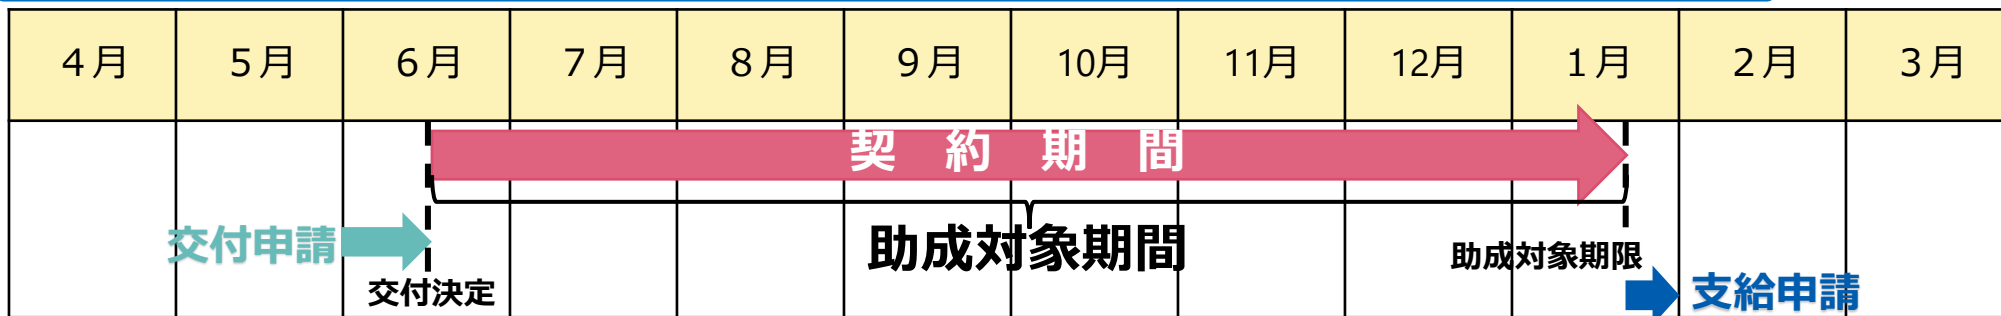 4月 5月 6月 7月 8月 9月 10月 11月 12月 1月 2月 3月
契約期間
交付申請
助成対象期間
助成対象期限
交付決定
支給申請